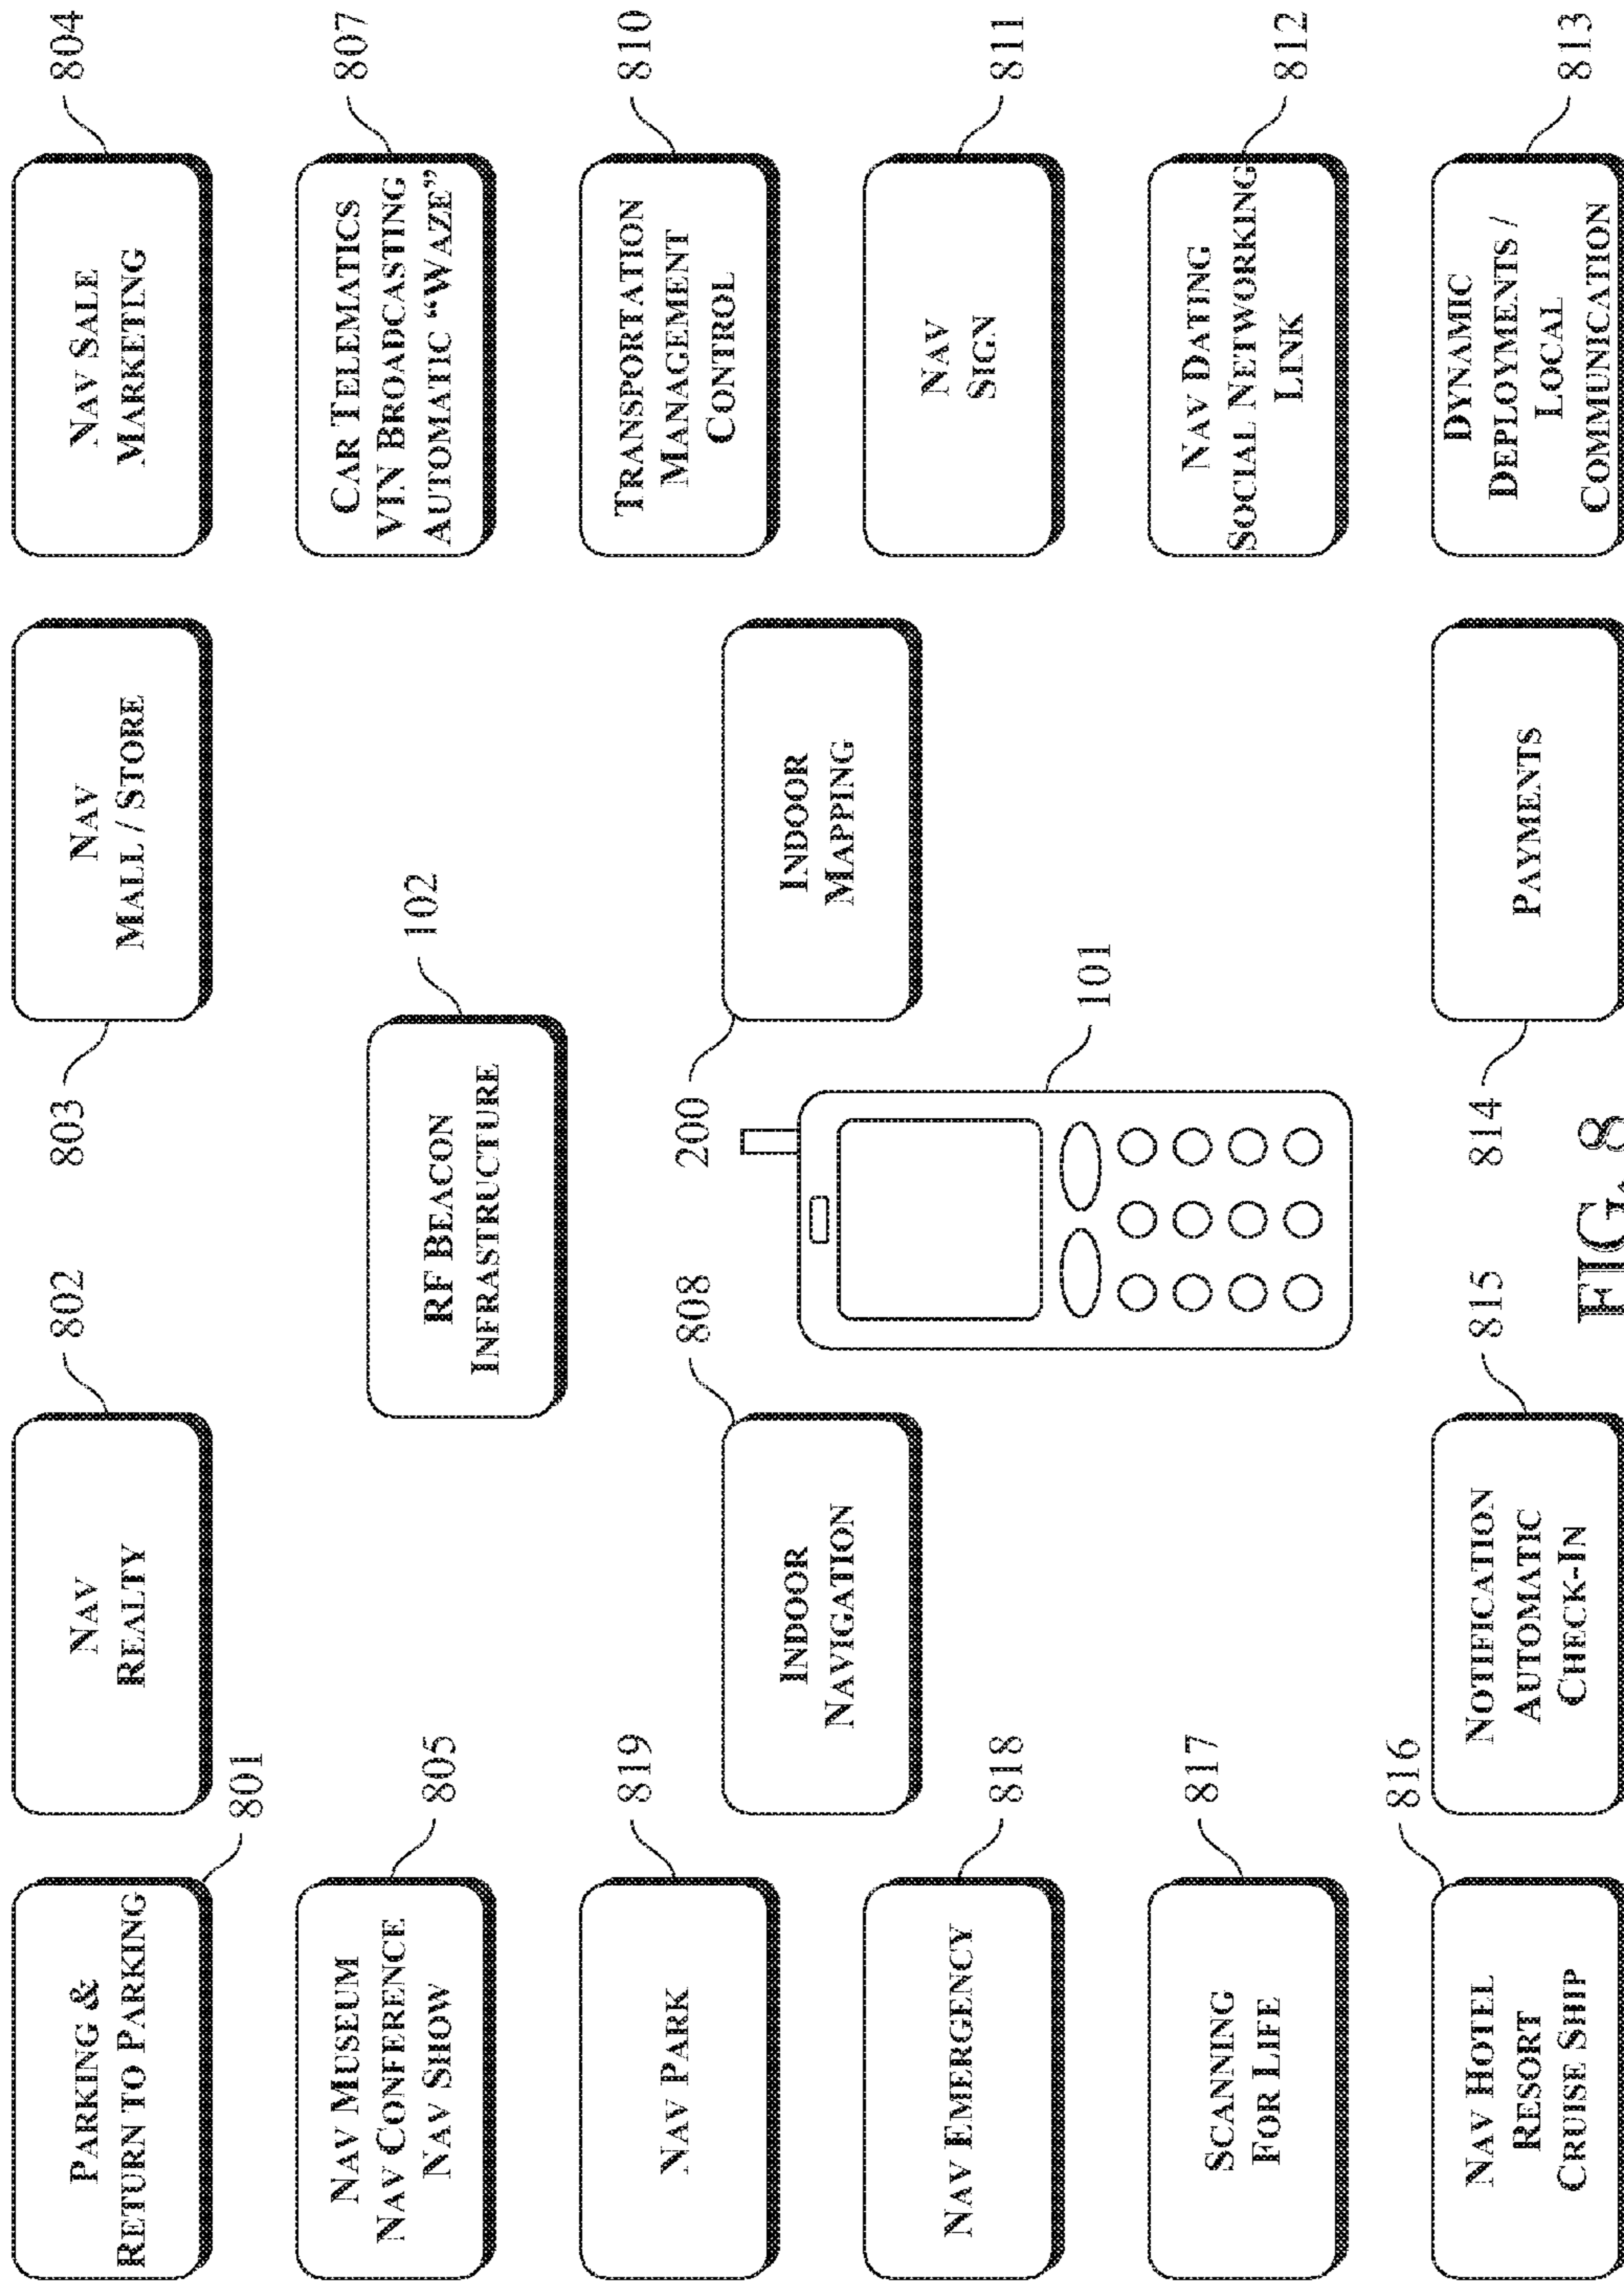 PARKING &
RETURN TO PARKING
801
NAV
REALTY
802
NAV
MALL / STORE
803
NAV SALE
MARKETING
804
NAV MUSEUM
NAV CONFERENCE
NAV SHOW
805
RF BEACON
INFRASTRUCTURE
102
CAR TELEMATICS
VIN BROADCASTING
AUTOMATIC “WAZE”
807
NAV PARK
819
INDOOR
NAVIGATION
808
INDOOR
MAPPING
200
TRANSPORTATION
MANAGEMENT
CONTROL
810
NAV EMERGENCY
818
101
NAV
SIGN
811
SCANNING
FOR LIFE
817
NAV DATING
SOCIAL NETWORKING
LINK
812
NAV HOTEL
RESORT
CRUISE SHIP
816
NOTIFICATION
AUTOMATIC
CHECK-IN
815
PAYMENTS
814
DYNAMIC
DEPLOYMENTS /
LOCAL
COMMUNICATION
813
FIG. 8